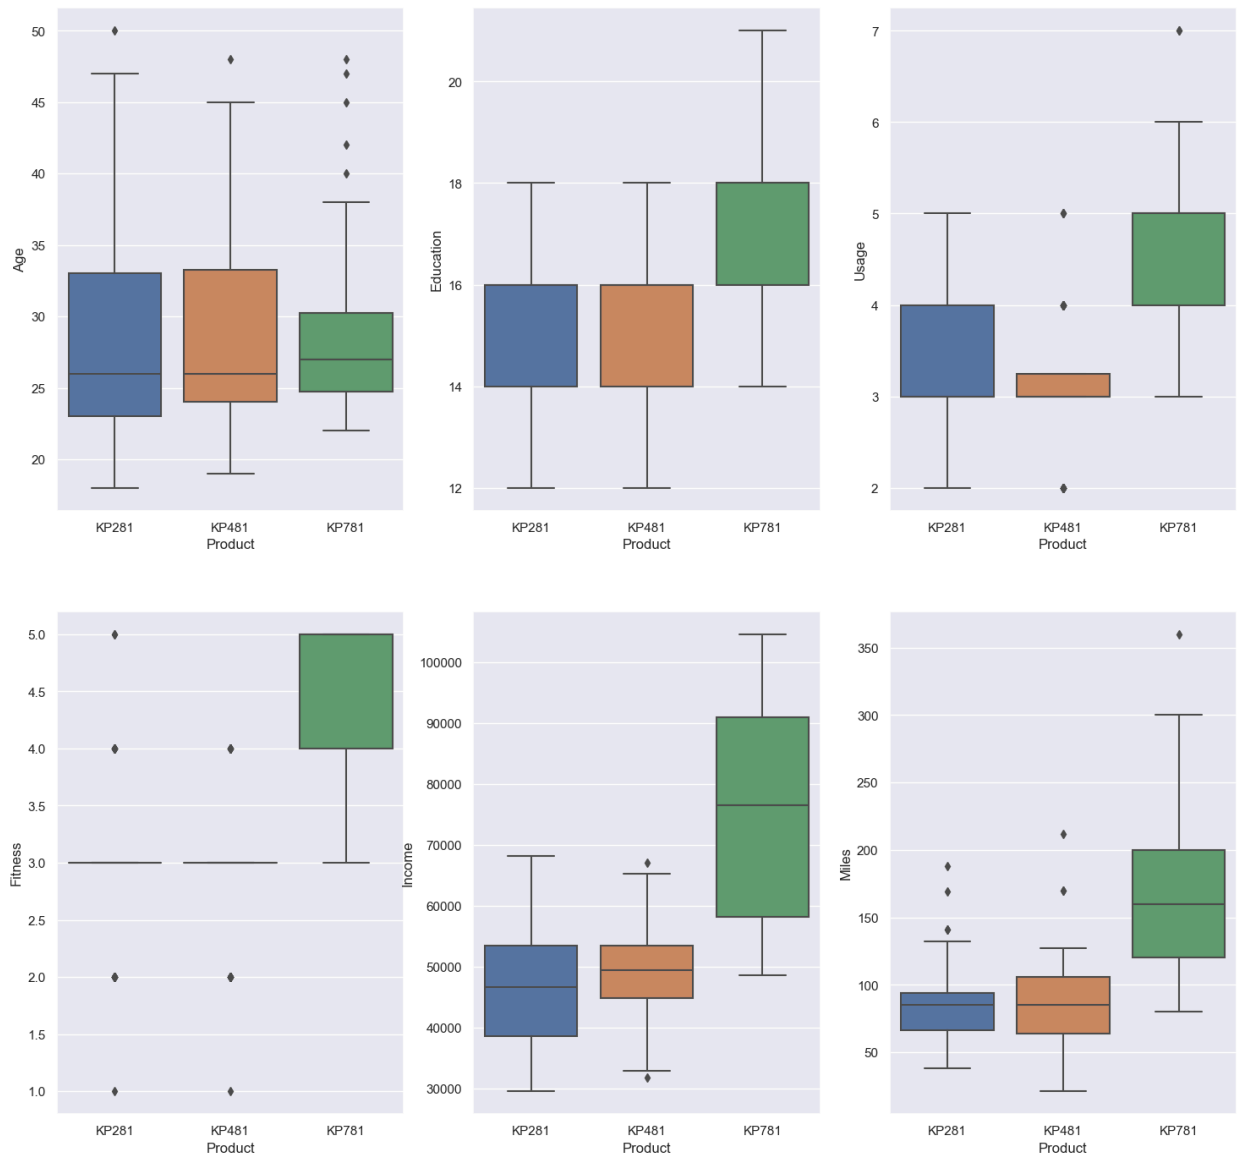 50
45
40
35
30
25
20
Age
KP281 KP481 KP781
Product
20
18
16
14
12
Education
KP281 KP481 KP781
Product
7
6
5
4
3
2
Usage
KP281 KP481 KP781
Product
5.0
4.5
4.0
3.5
3.0
2.5
2.0
1.5
1.0
Fitness
KP281 KP481 KP781
Product
100000
90000
80000
70000
60000
50000
40000
30000
Income
KP281 KP481 KP781
Product
350
300
250
200
150
100
50
Miles
KP281 KP481 KP781
Product